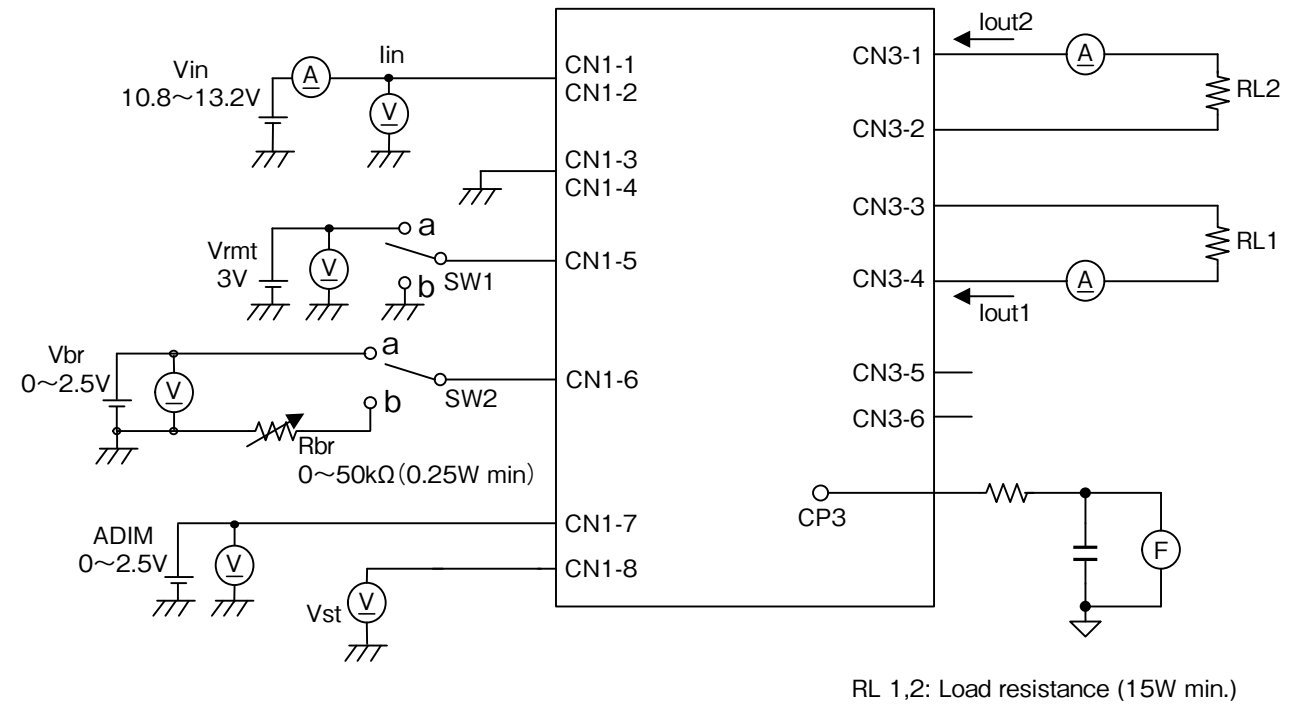 Vin
10.8～13.2V
A
Iin
V
CN1-1
CN1-2
CN1-3
CN1-4
Vrmt
3V
V
a
b
SW1
CN1-5
Vbr
0～2.5V
V
a
b
SW2
CN1-6
Rbr
0～50kΩ(0.25W min)
ADIM
0～2.5V
V
CN1-7
Vst
V
CN1-8
Iout2
CN3-1
A
RL2
CN3-2
CN3-3
RL1
CN3-4
A
Iout1
CN3-5
CN3-6
CP3
F
RL 1,2: Load resistance (15W min.)